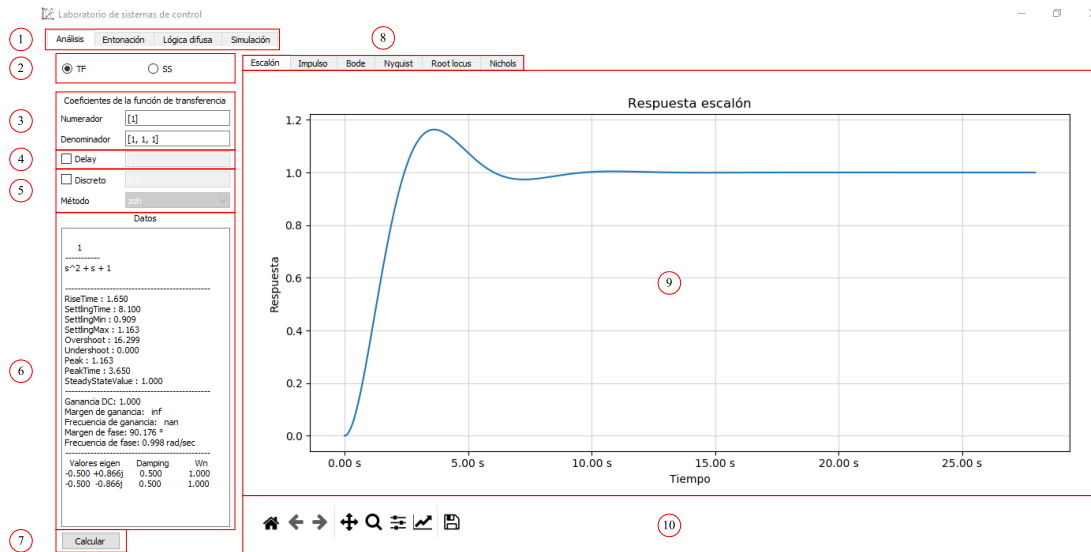 Laboratorio de sistemas de control
1 Análisis Entonación Lógica difusa Simulación 8
2 TF SS
Escalón Impulso Bode Nyquist Root locus Nichols
Coeficientes de la función de transferencia
3 Numerador [1]
Denominador [1, 1, 1]
4 Delay
5 Discreto
Método zoh
Datos
1
-----------
s^2 + s + 1
----------------------------------------------
RiseTime : 1.650
SettlingTime : 8.100
SettlingMin : 0.909
SettlingMax : 1.163
Overshoot : 16.299
Undershoot : 0.000
6 Peak : 1.163
PeakTime : 3.650
SteadyStateValue : 1.000
----------------------------------------------
Ganancia DC: 1.000
Margen de ganancia: inf
Frecuencia de ganancia: nan
Margen de fase: 90.176 °
Frecuencia de fase: 0.998 rad/sec
----------------------------------------------
Valores eigen Damping Wn
-0.500 +0.866j 0.500 1.000
-0.500 -0.866j 0.500 1.000
7 Calcular
Respuesta escalón
Respuesta
1.2
1.0
0.8
0.6
0.4
0.2
0.0
9
0.00 s 5.00 s 10.00 s 15.00 s 20.00 s 25.00 s
Tiempo
10